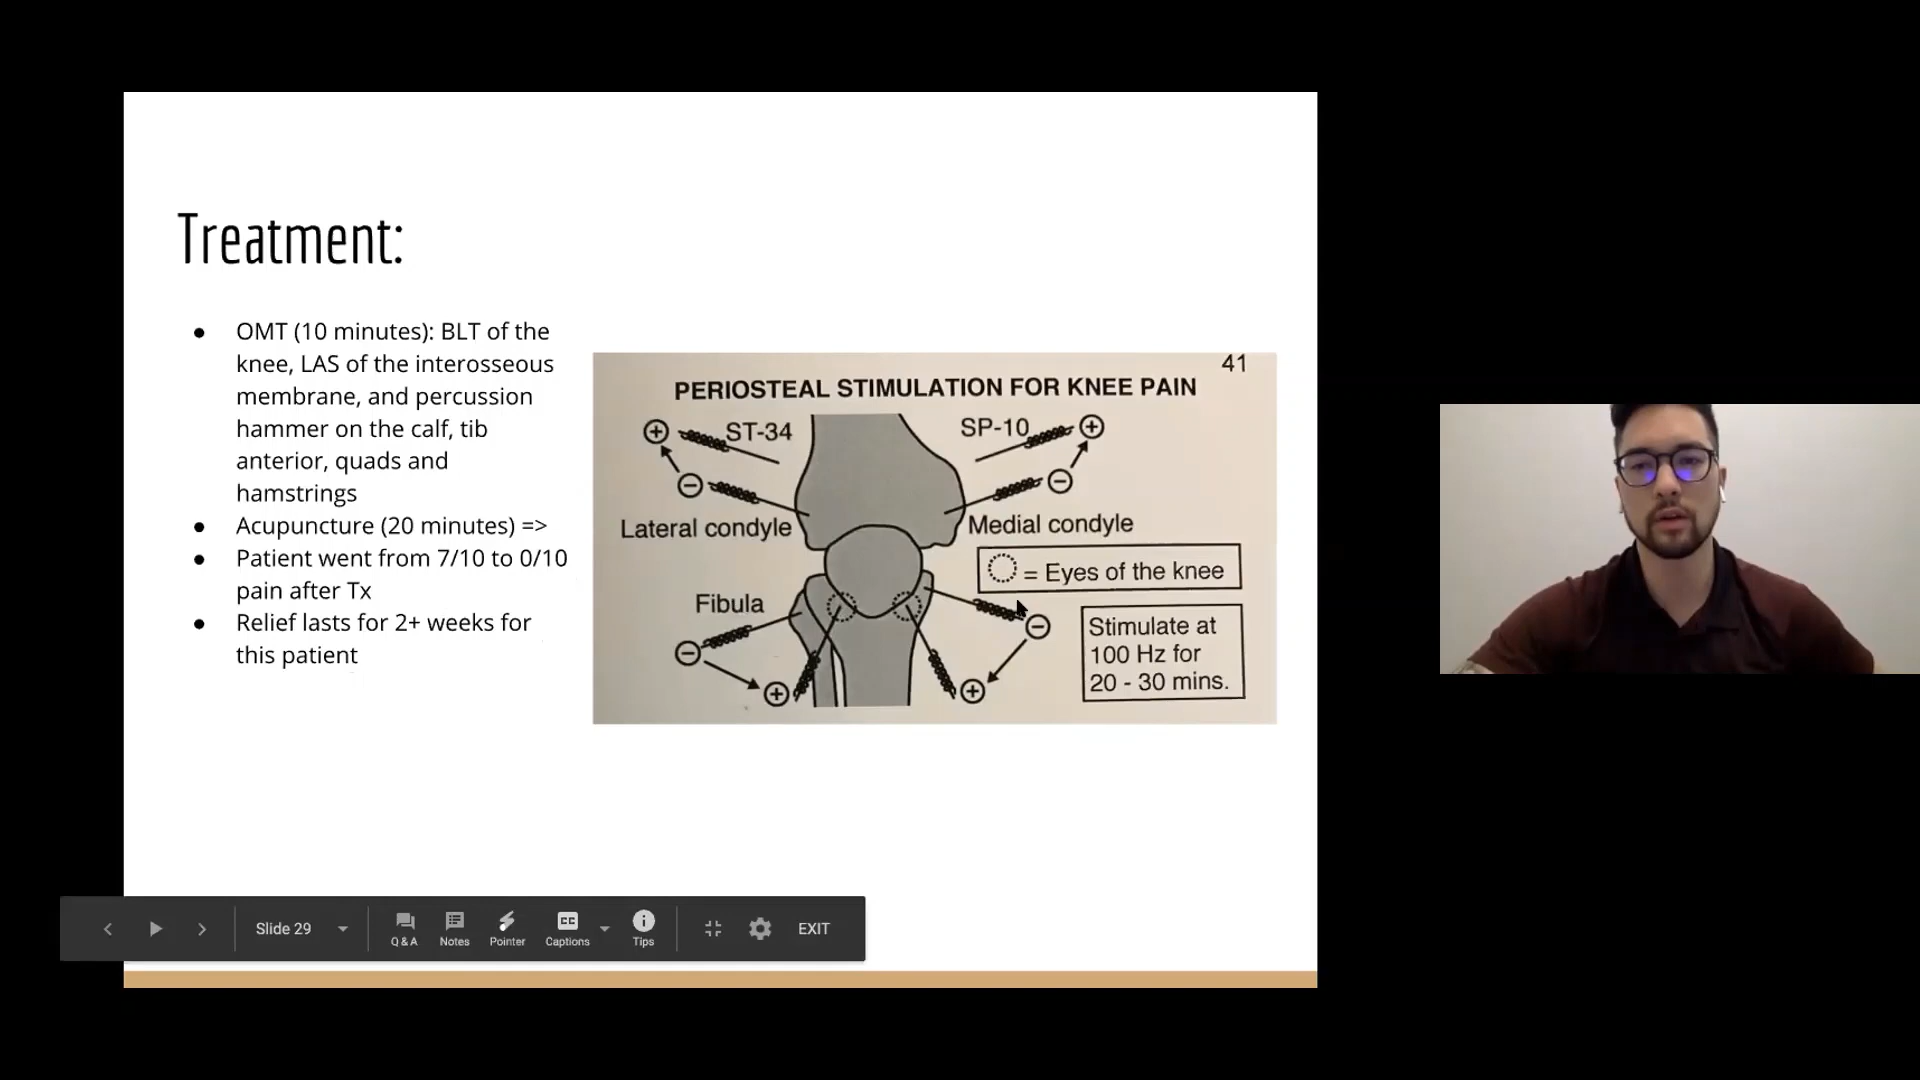 Treatment:
● OMT (10 minutes): BLT of the
knee, LAS of the interosseous
membrane, and percussion
hammer on the calf, tib
anterior, quads and
hamstrings
● Acupuncture (20 minutes) =>
● Patient went from 7/10 to 0/10
pain after Tx
● Relief lasts for 2+ weeks for
this patient
41
PERIOSTEAL STIMULATION FOR KNEE PAIN
+ ST-34 SP-10 +
− −
Lateral condyle Medial condyle
= Eyes of the knee
Fibula
− −
+ +
Stimulate at
100 Hz for
20 - 30 mins.
Slide 29
Q & A
Notes
Pointer
CC
Captions
Tips
EXIT